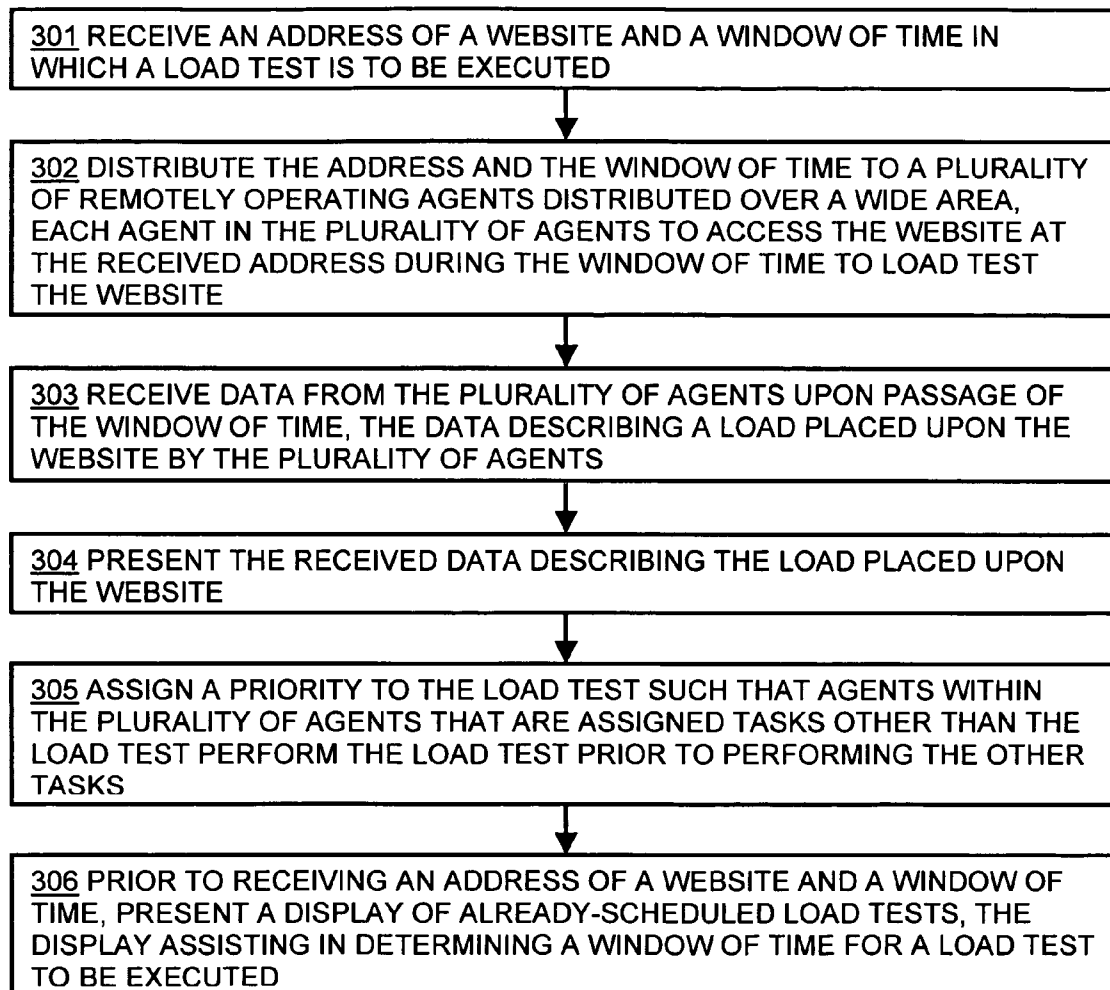 301 RECEIVE AN ADDRESS OF A WEBSITE AND A WINDOW OF TIME IN
WHICH A LOAD TEST IS TO BE EXECUTED
302 DISTRIBUTE THE ADDRESS AND THE WINDOW OF TIME TO A PLURALITY
OF REMOTELY OPERATING AGENTS DISTRIBUTED OVER A WIDE AREA,
EACH AGENT IN THE PLURALITY OF AGENTS TO ACCESS THE WEBSITE AT
THE RECEIVED ADDRESS DURING THE WINDOW OF TIME TO LOAD TEST
THE WEBSITE
303 RECEIVE DATA FROM THE PLURALITY OF AGENTS UPON PASSAGE OF
THE WINDOW OF TIME, THE DATA DESCRIBING A LOAD PLACED UPON THE
WEBSITE BY THE PLURALITY OF AGENTS
304 PRESENT THE RECEIVED DATA DESCRIBING THE LOAD PLACED UPON
THE WEBSITE
305 ASSIGN A PRIORITY TO THE LOAD TEST SUCH THAT AGENTS WITHIN
THE PLURALITY OF AGENTS THAT ARE ASSIGNED TASKS OTHER THAN THE
LOAD TEST PERFORM THE LOAD TEST PRIOR TO PERFORMING THE OTHER
TASKS
306 PRIOR TO RECEIVING AN ADDRESS OF A WEBSITE AND A WINDOW OF
TIME, PRESENT A DISPLAY OF ALREADY-SCHEDULED LOAD TESTS, THE
DISPLAY ASSISTING IN DETERMINING A WINDOW OF TIME FOR A LOAD TEST
TO BE EXECUTED